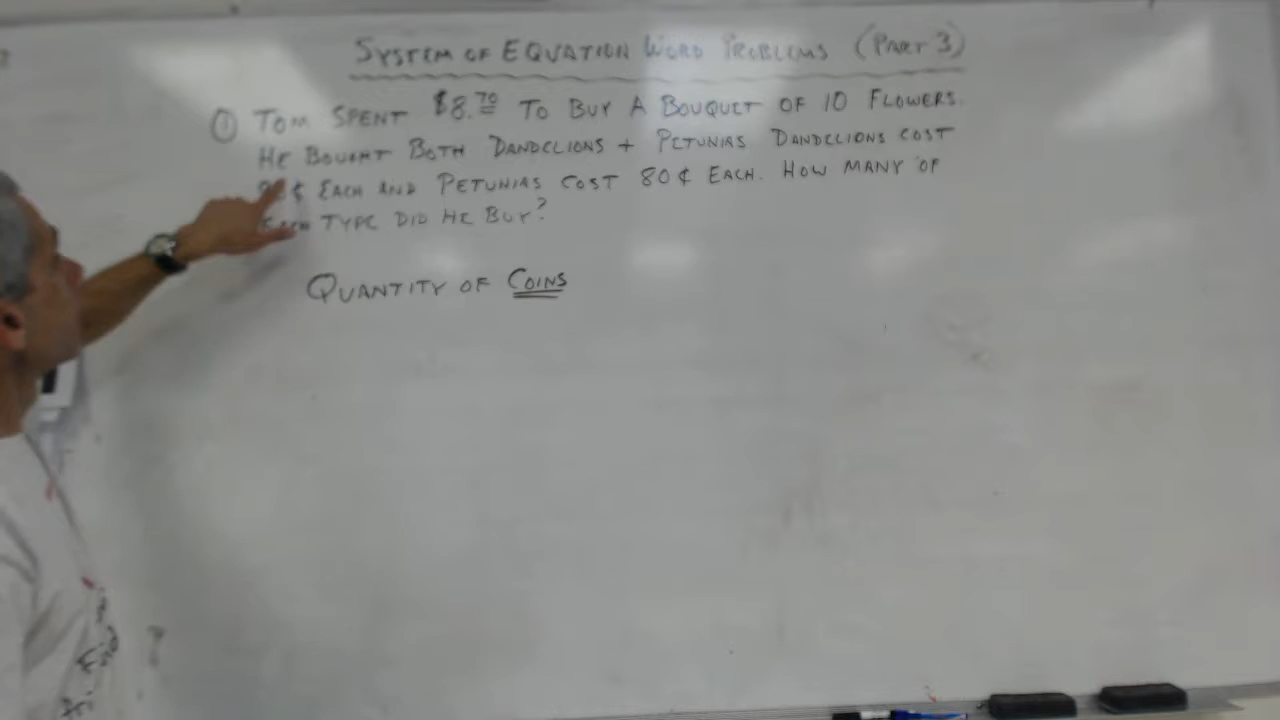 SYSTEM OF EQUATION WORD PROBLEMS (PART 3)
① TOM SPENT $8.70 TO BUY A BOUQUET OF 10 FLOWERS.
HE BOUGHT BOTH DANDELIONS + PETUNIAS DANDELIONS COST
¢ EACH AND PETUNIAS COST 80¢ EACH. HOW MANY OF
TYPE DID HE BUY?
QUANTITY OF COINS